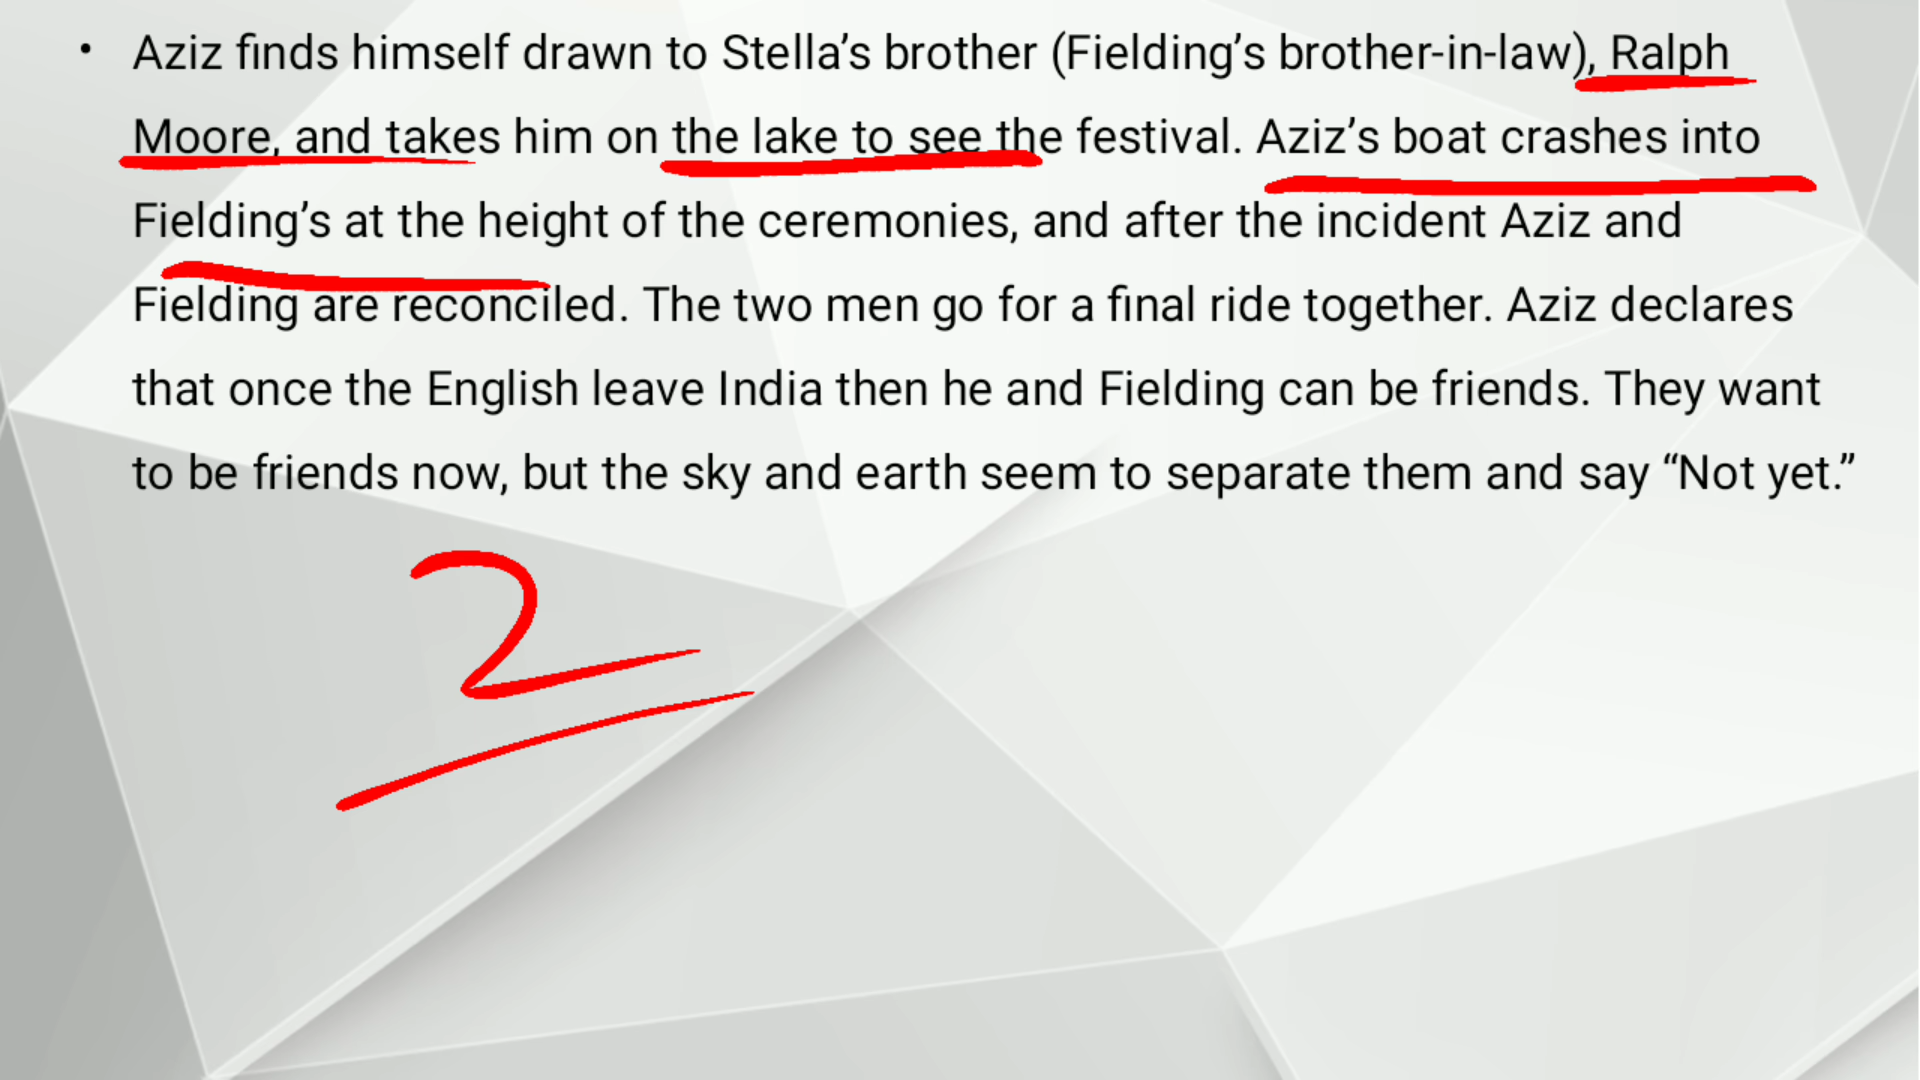 • Aziz finds himself drawn to Stella’s brother (Fielding’s brother-in-law), Ralph
Moore, and takes him on the lake to see the festival. Aziz’s boat crashes into
Fielding’s at the height of the ceremonies, and after the incident Aziz and
Fielding are reconciled. The two men go for a final ride together. Aziz declares
that once the English leave India then he and Fielding can be friends. They want
to be friends now, but the sky and earth seem to separate them and say “Not yet.”
2